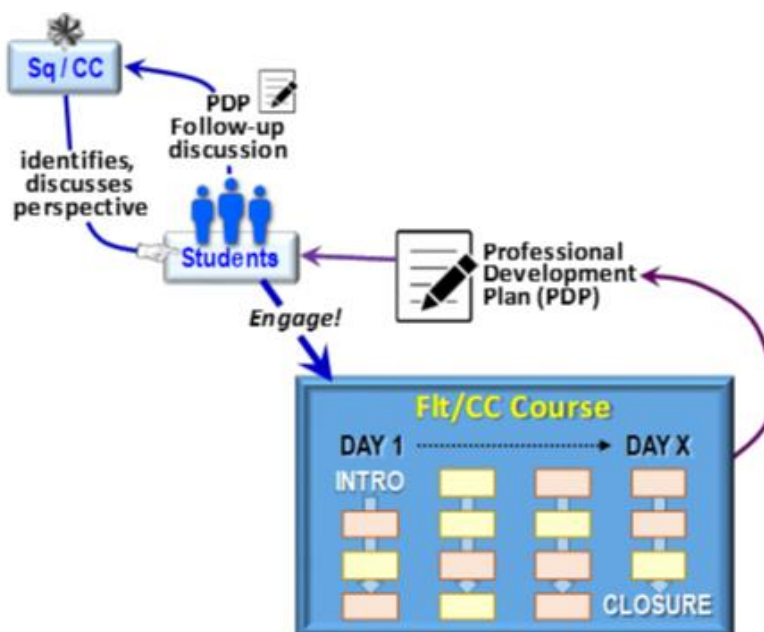 Sq / CC
PDP
Follow-up
discussion
identifies,
discusses
perspective
Students
Professional
Development
Plan (PDP)
Engage!
Flt/CC Course
DAY 1
DAY X
INTRO
CLOSURE